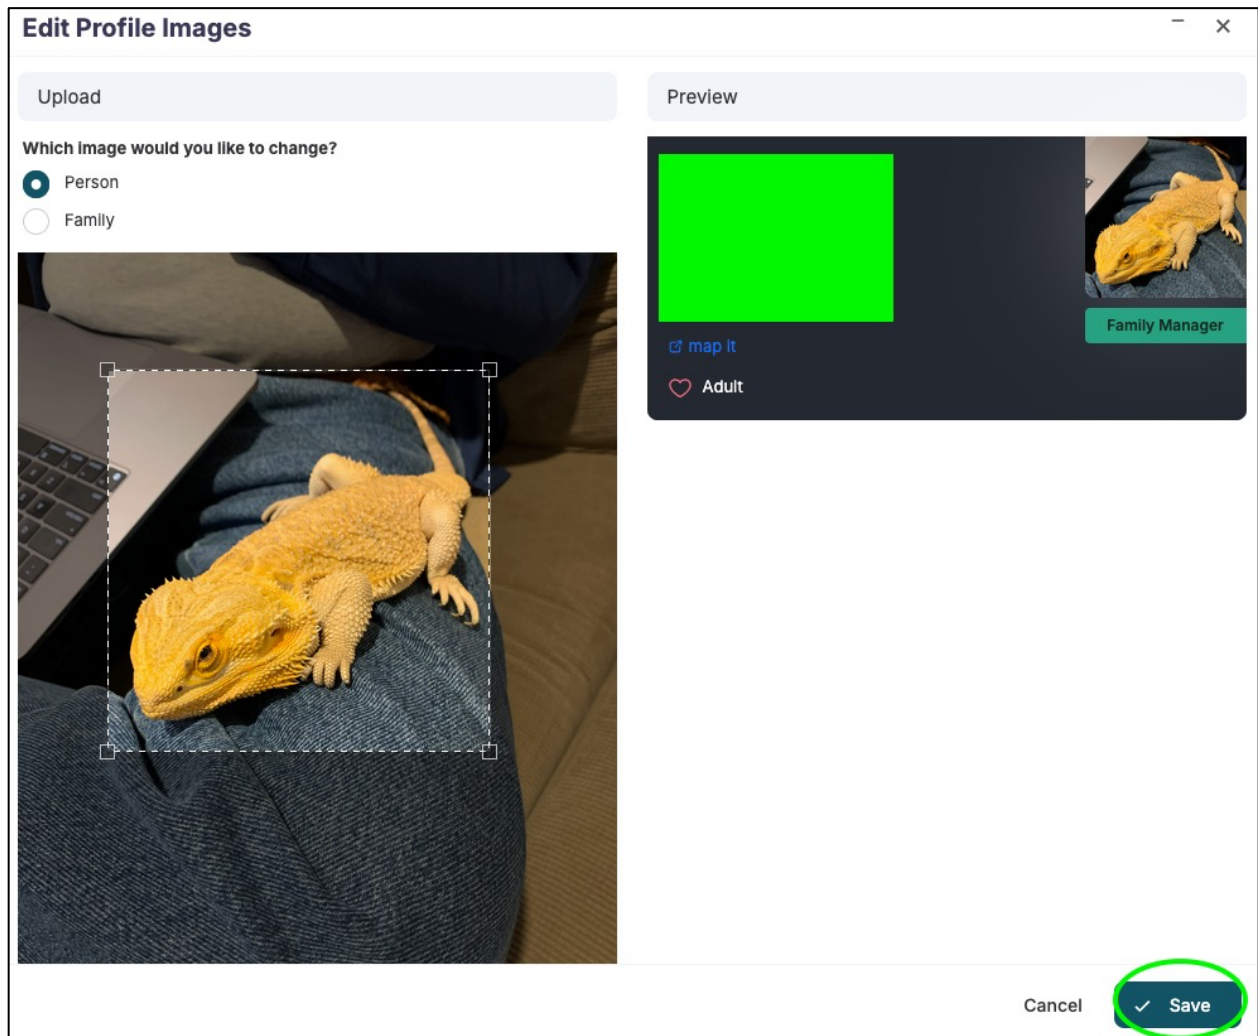 Edit Profile Images
Upload
Which image would you like to change?
Person
Family
Preview
map it
Adult
Family Manager
Cancel
Save